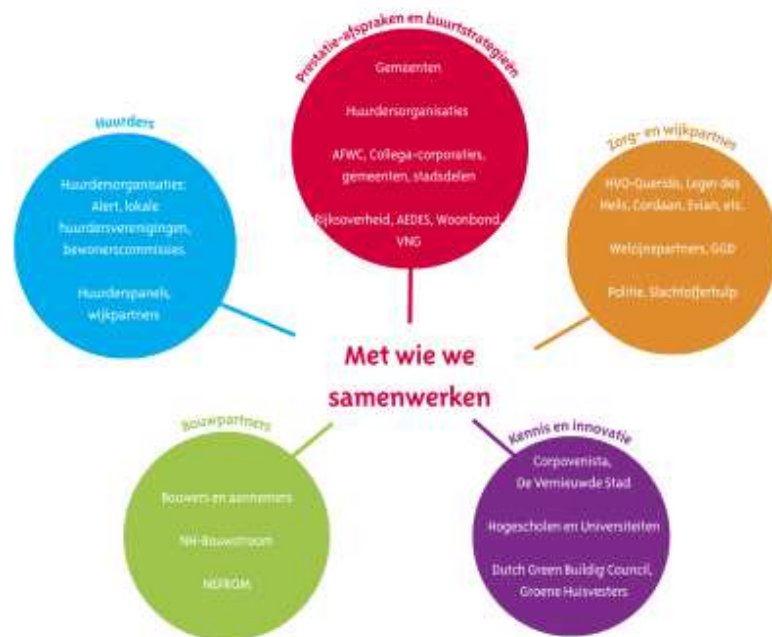 Prestatie-afspraken en buurtstrategieën
Gemeenten
Huurdersorganisaties
AFWC, Collega-corporaties,
gemeenten, stadsdelen
Rijksoverheid, AEDES, Woonbond,
VNG
Huurders
Huurdersorganisaties:
Alert, lokale
huurdersverenigingen,
bewonerscommissies.
Huurderspanels,
wijkpartners
Zorg- en wijkpartnes
HVO-Querido, Leger des
Heils, Cordaan, Evian, etc.
Welzijnspartners, GGD
Politie, Slachtofferhulp
Met wie we
samenwerken
Bouwpartners
Bouwers en aannemers
NH-Bouwstroom
NEPROM
Kennis en innovatie
Corpovenista,
De Vernieuwde Stad
Hogescholen en Universiteiten
Dutch Green Buildig Council,
Groene Huisvesters